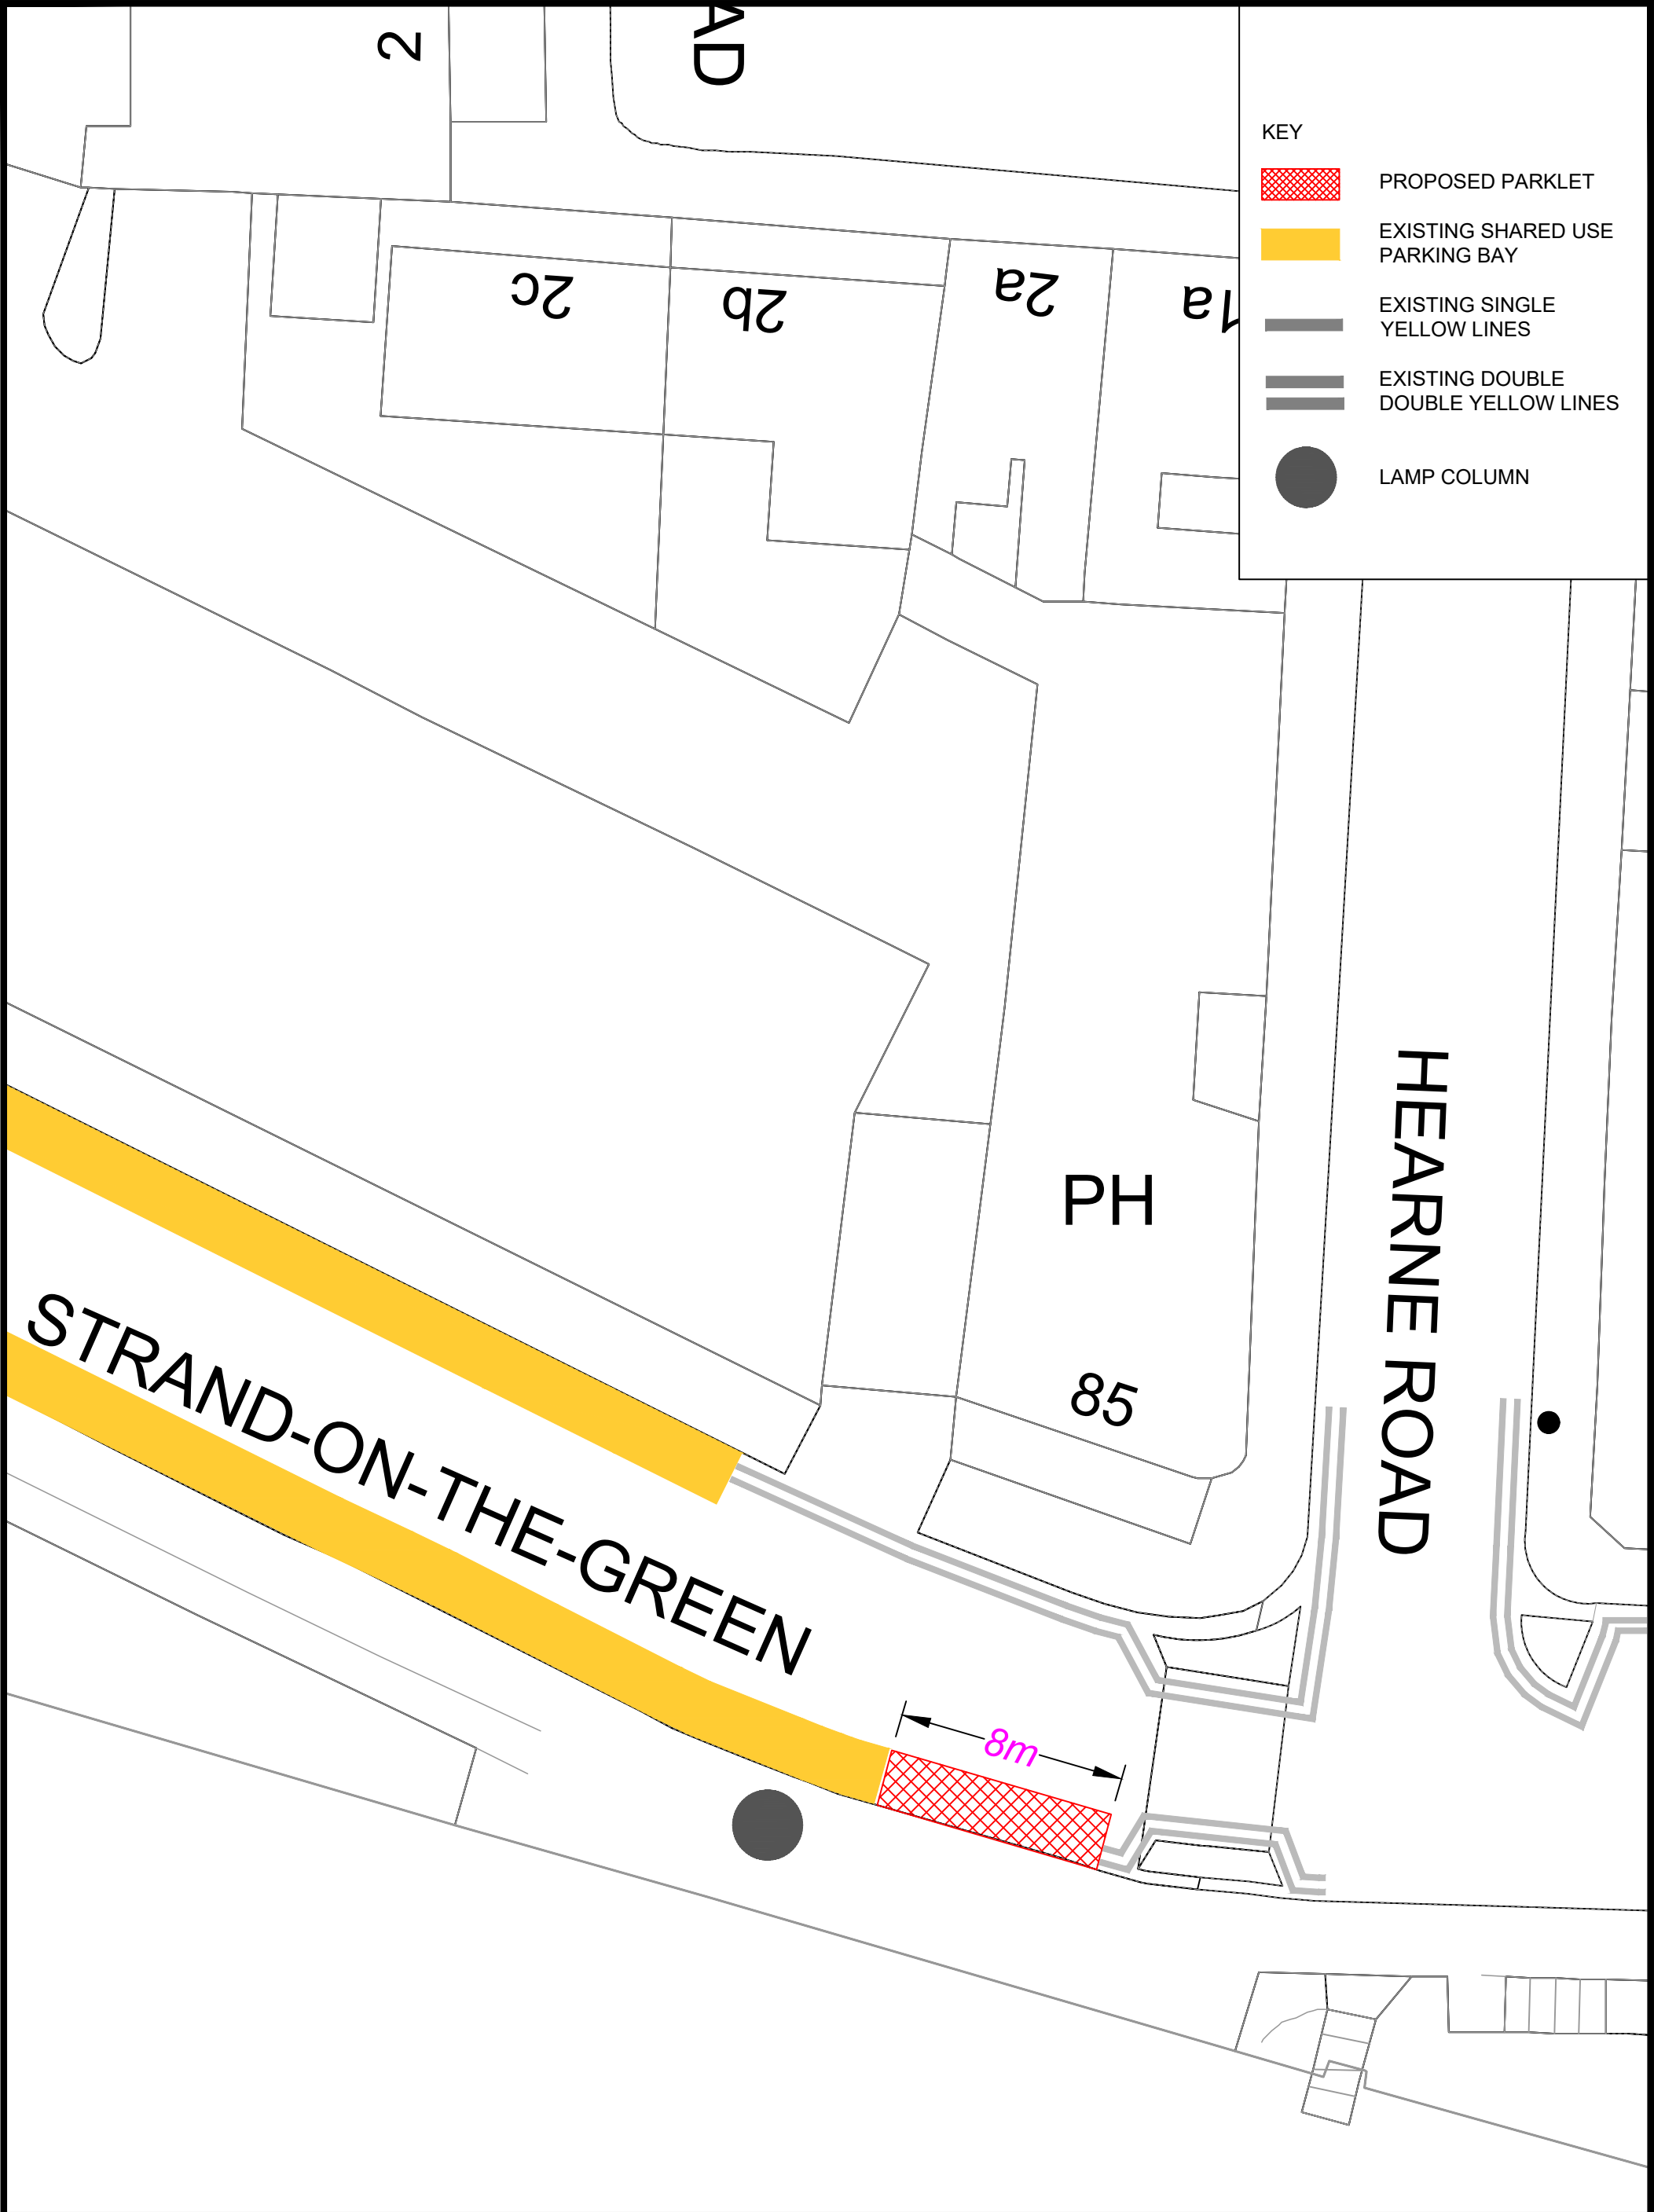 2
AD
KEY
PROPOSED PARKLET
EXISTING SHARED USE
PARKING BAY
EXISTING SINGLE
YELLOW LINES
EXISTING DOUBLE
DOUBLE YELLOW LINES
LAMP COLUMN
2c
2b
2a
1a
HEARNE ROAD
PH
85
STRAND-ON-THE-GREEN
8m